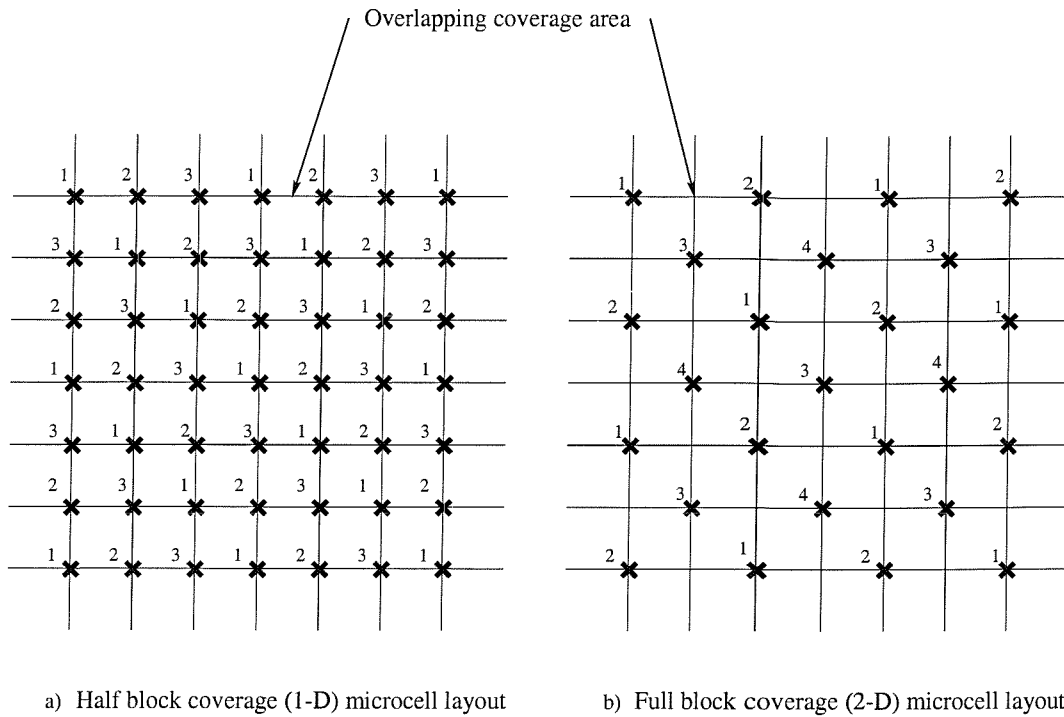 Overlapping coverage area
1 2 3 1 2 3 1
3 1 2 3 1 2 3
2 3 1 2 3 1 2
1 2 3 1 2 3 1
3 1 2 3 1 2 3
2 3 1 2 3 1 2
1 2 3 1 2 3 1
1 2 1 2
3 4 3
2 1 2 1
4 3 4
1 2 1 2
3 4 3
2 1 2 1
a) Half block coverage (1-D) microcell layout
b) Full block coverage (2-D) microcell layout